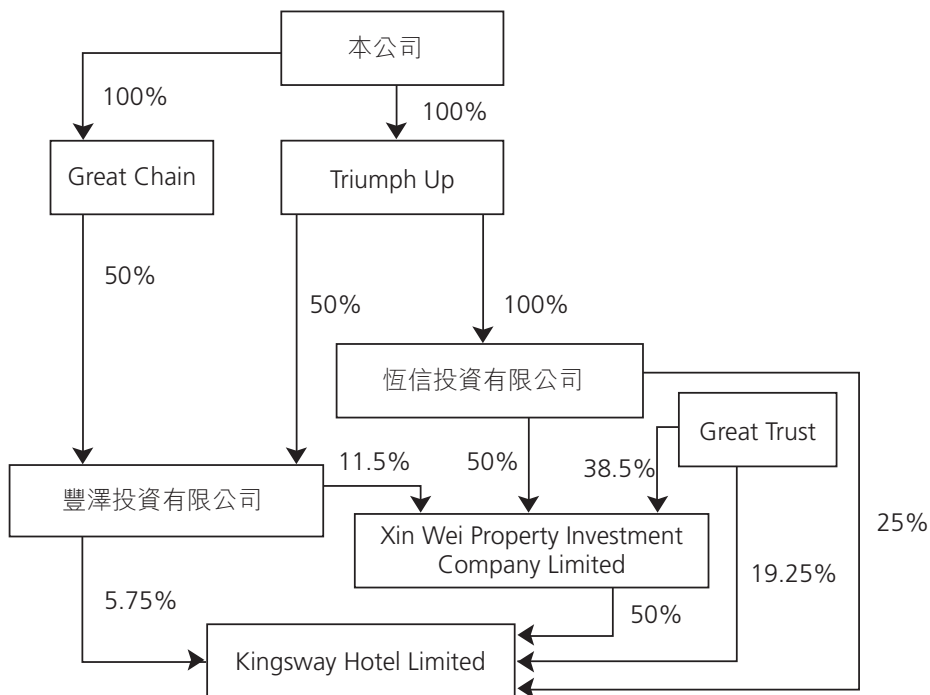 本公司
100%
100%
Great Chain
Triumph Up
50%
50%
100%
恆信投資有限公司
Great Trust
11.5%
50%
38.5%
豐澤投資有限公司
25%
Xin Wei Property Investment
Company Limited
19.25%
5.75%
50%
Kingsway Hotel Limited